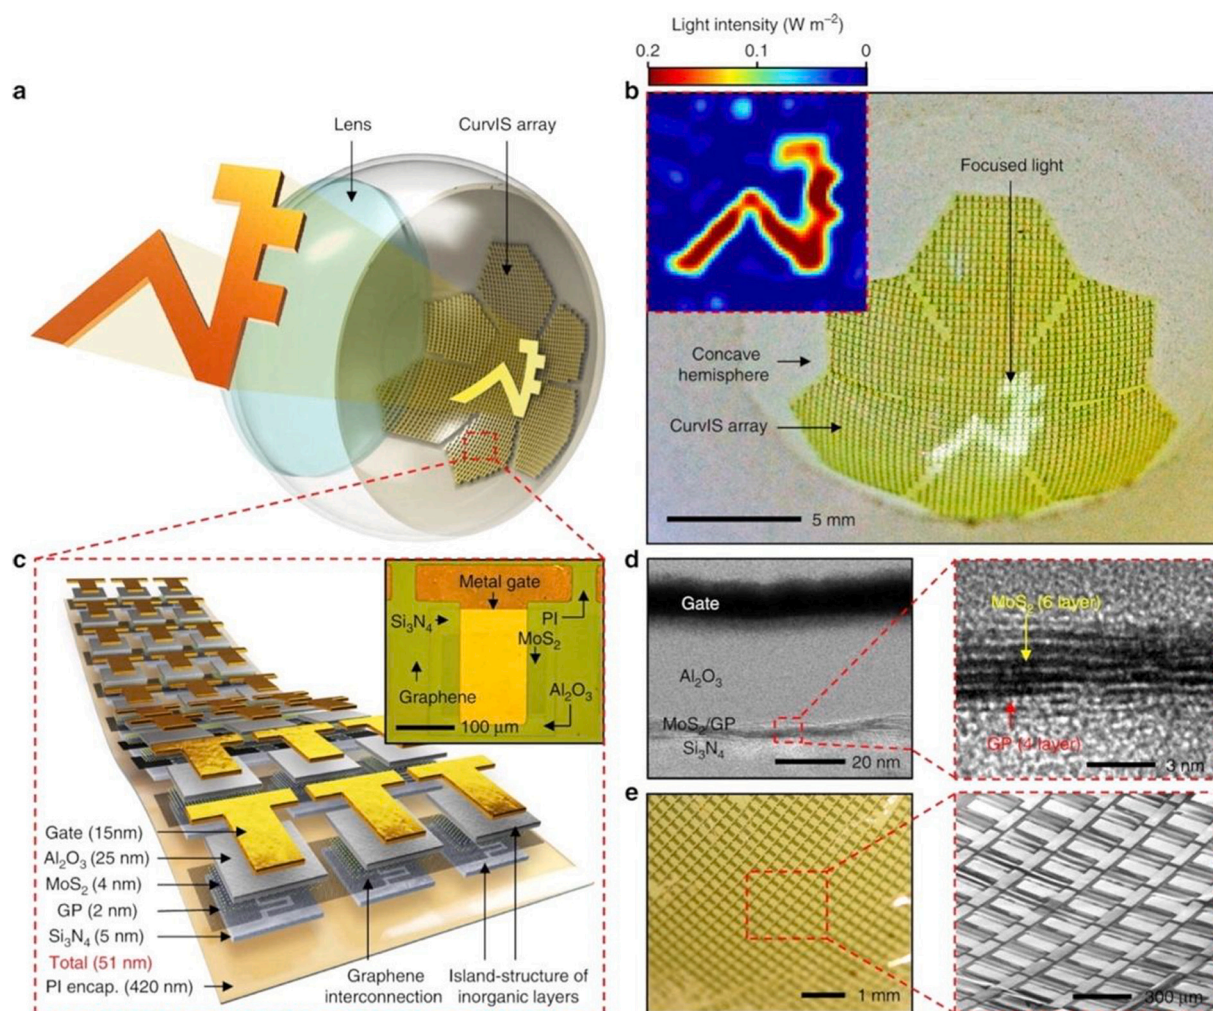 Light intensity (W m⁻²)
0.2 0.1 0
a
Lens
CurvIS array
b
Focused light
Concave
hemisphere
CurvIS array
5 mm
c
Metal gate
Si₃N₄
PI
MoS₂
Graphene
Al₂O₃
100 μm
Gate (15nm)
Al₂O₃ (25 nm)
MoS₂ (4 nm)
GP (2 nm)
Si₃N₄ (5 nm)
Total (51 nm)
PI encap. (420 nm)
Graphene
interconnection
Island-structure of
inorganic layers
d
Gate
Al₂O₃
MoS₂/GP
Si₃N₄
20 nm
MoS₂ (6 layer)
GP (4 layer)
3 nm
e
1 mm
300 μm